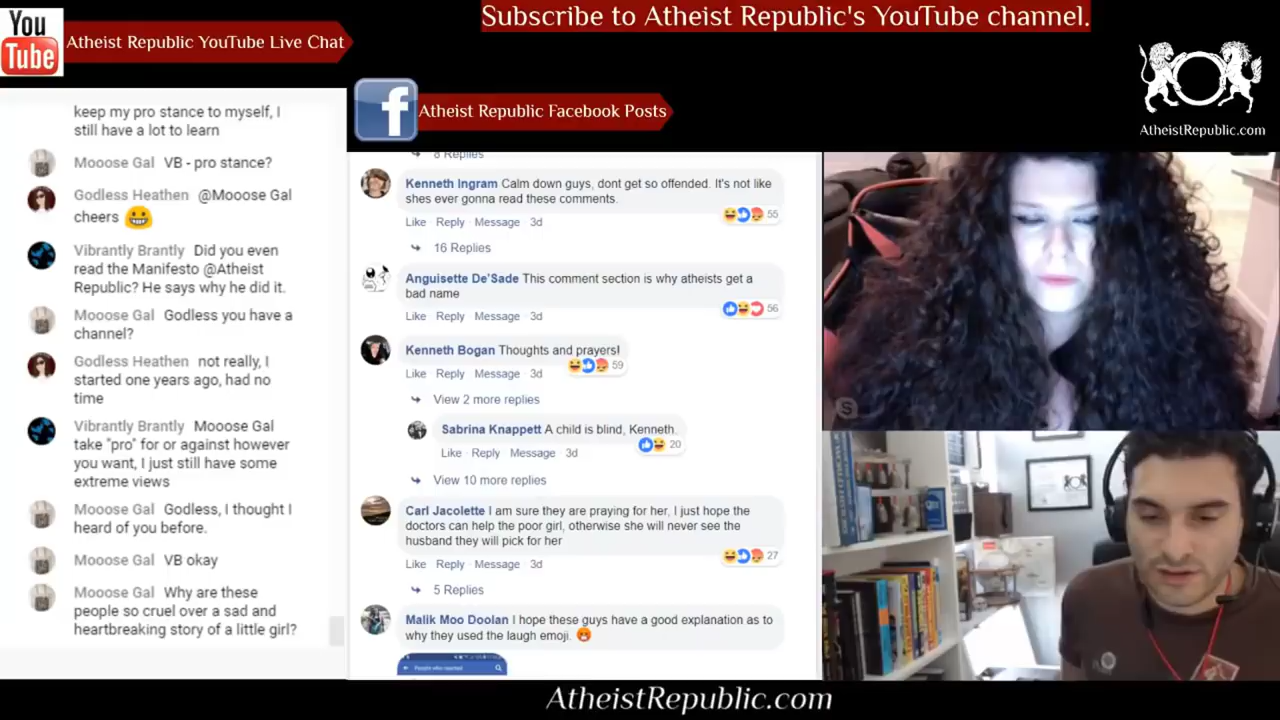 Subscribe to Atheist Republic's YouTube channel.
You
Tube
Atheist Republic YouTube Live Chat
AtheistRepublic.com
Atheist Republic Facebook Posts
keep my pro stance to myself, I
still have a lot to learn
Mooose Gal VB - pro stance?
Godless Heathen @Mooose Gal
cheers 😁
Vibrantly Brantly Did you even
read the Manifesto @Atheist
Republic? He says why he did it.
Mooose Gal Godless you have a
channel?
Godless Heathen not really, I
started one years ago, had no
time
Vibrantly Brantly Mooose Gal
take "pro" for or against however
you want, I just still have some
extreme views
Mooose Gal Godless, I thought I
heard of you before.
Mooose Gal VB okay
Mooose Gal Why are these
people so cruel over a sad and
heartbreaking story of a little girl?
8 Replies
Kenneth Ingram Calm down guys, dont get so offended. It's not like
shes ever gonna read these comments.
55
Like · Reply · Message · 3d
16 Replies
Anguisette De'Sade This comment section is why atheists get a
bad name
56
Like · Reply · Message · 3d
Kenneth Bogan Thoughts and prayers!
59
Like · Reply · Message · 3d
View 2 more replies
Sabrina Knappett A child is blind, Kenneth.
20
Like · Reply · Message · 3d
View 10 more replies
Carl Jacolette I am sure they are praying for her, I just hope the
doctors can help the poor girl, otherwise she will never see the
husband they will pick for her
27
Like · Reply · Message · 3d
5 Replies
Malik Moo Doolan I hope these guys have a good explanation as to
why they used the laugh emoji. 😡
People who reacted
AtheistRepublic.com